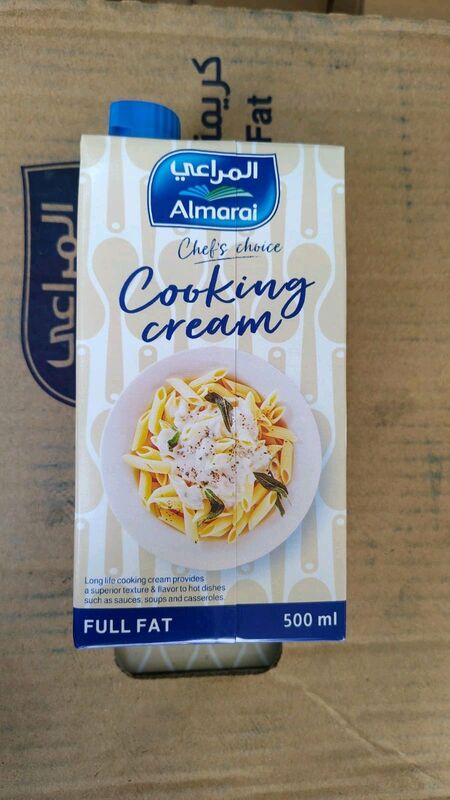 كريمة
Fat
المراعي
المراعي
Almarai
Chef's choice
Cooking
cream
Long life cooking cream provides
a superior texture & flavor to hot dishes
such as sauces, soups and casseroles.
FULL FAT
500 ml